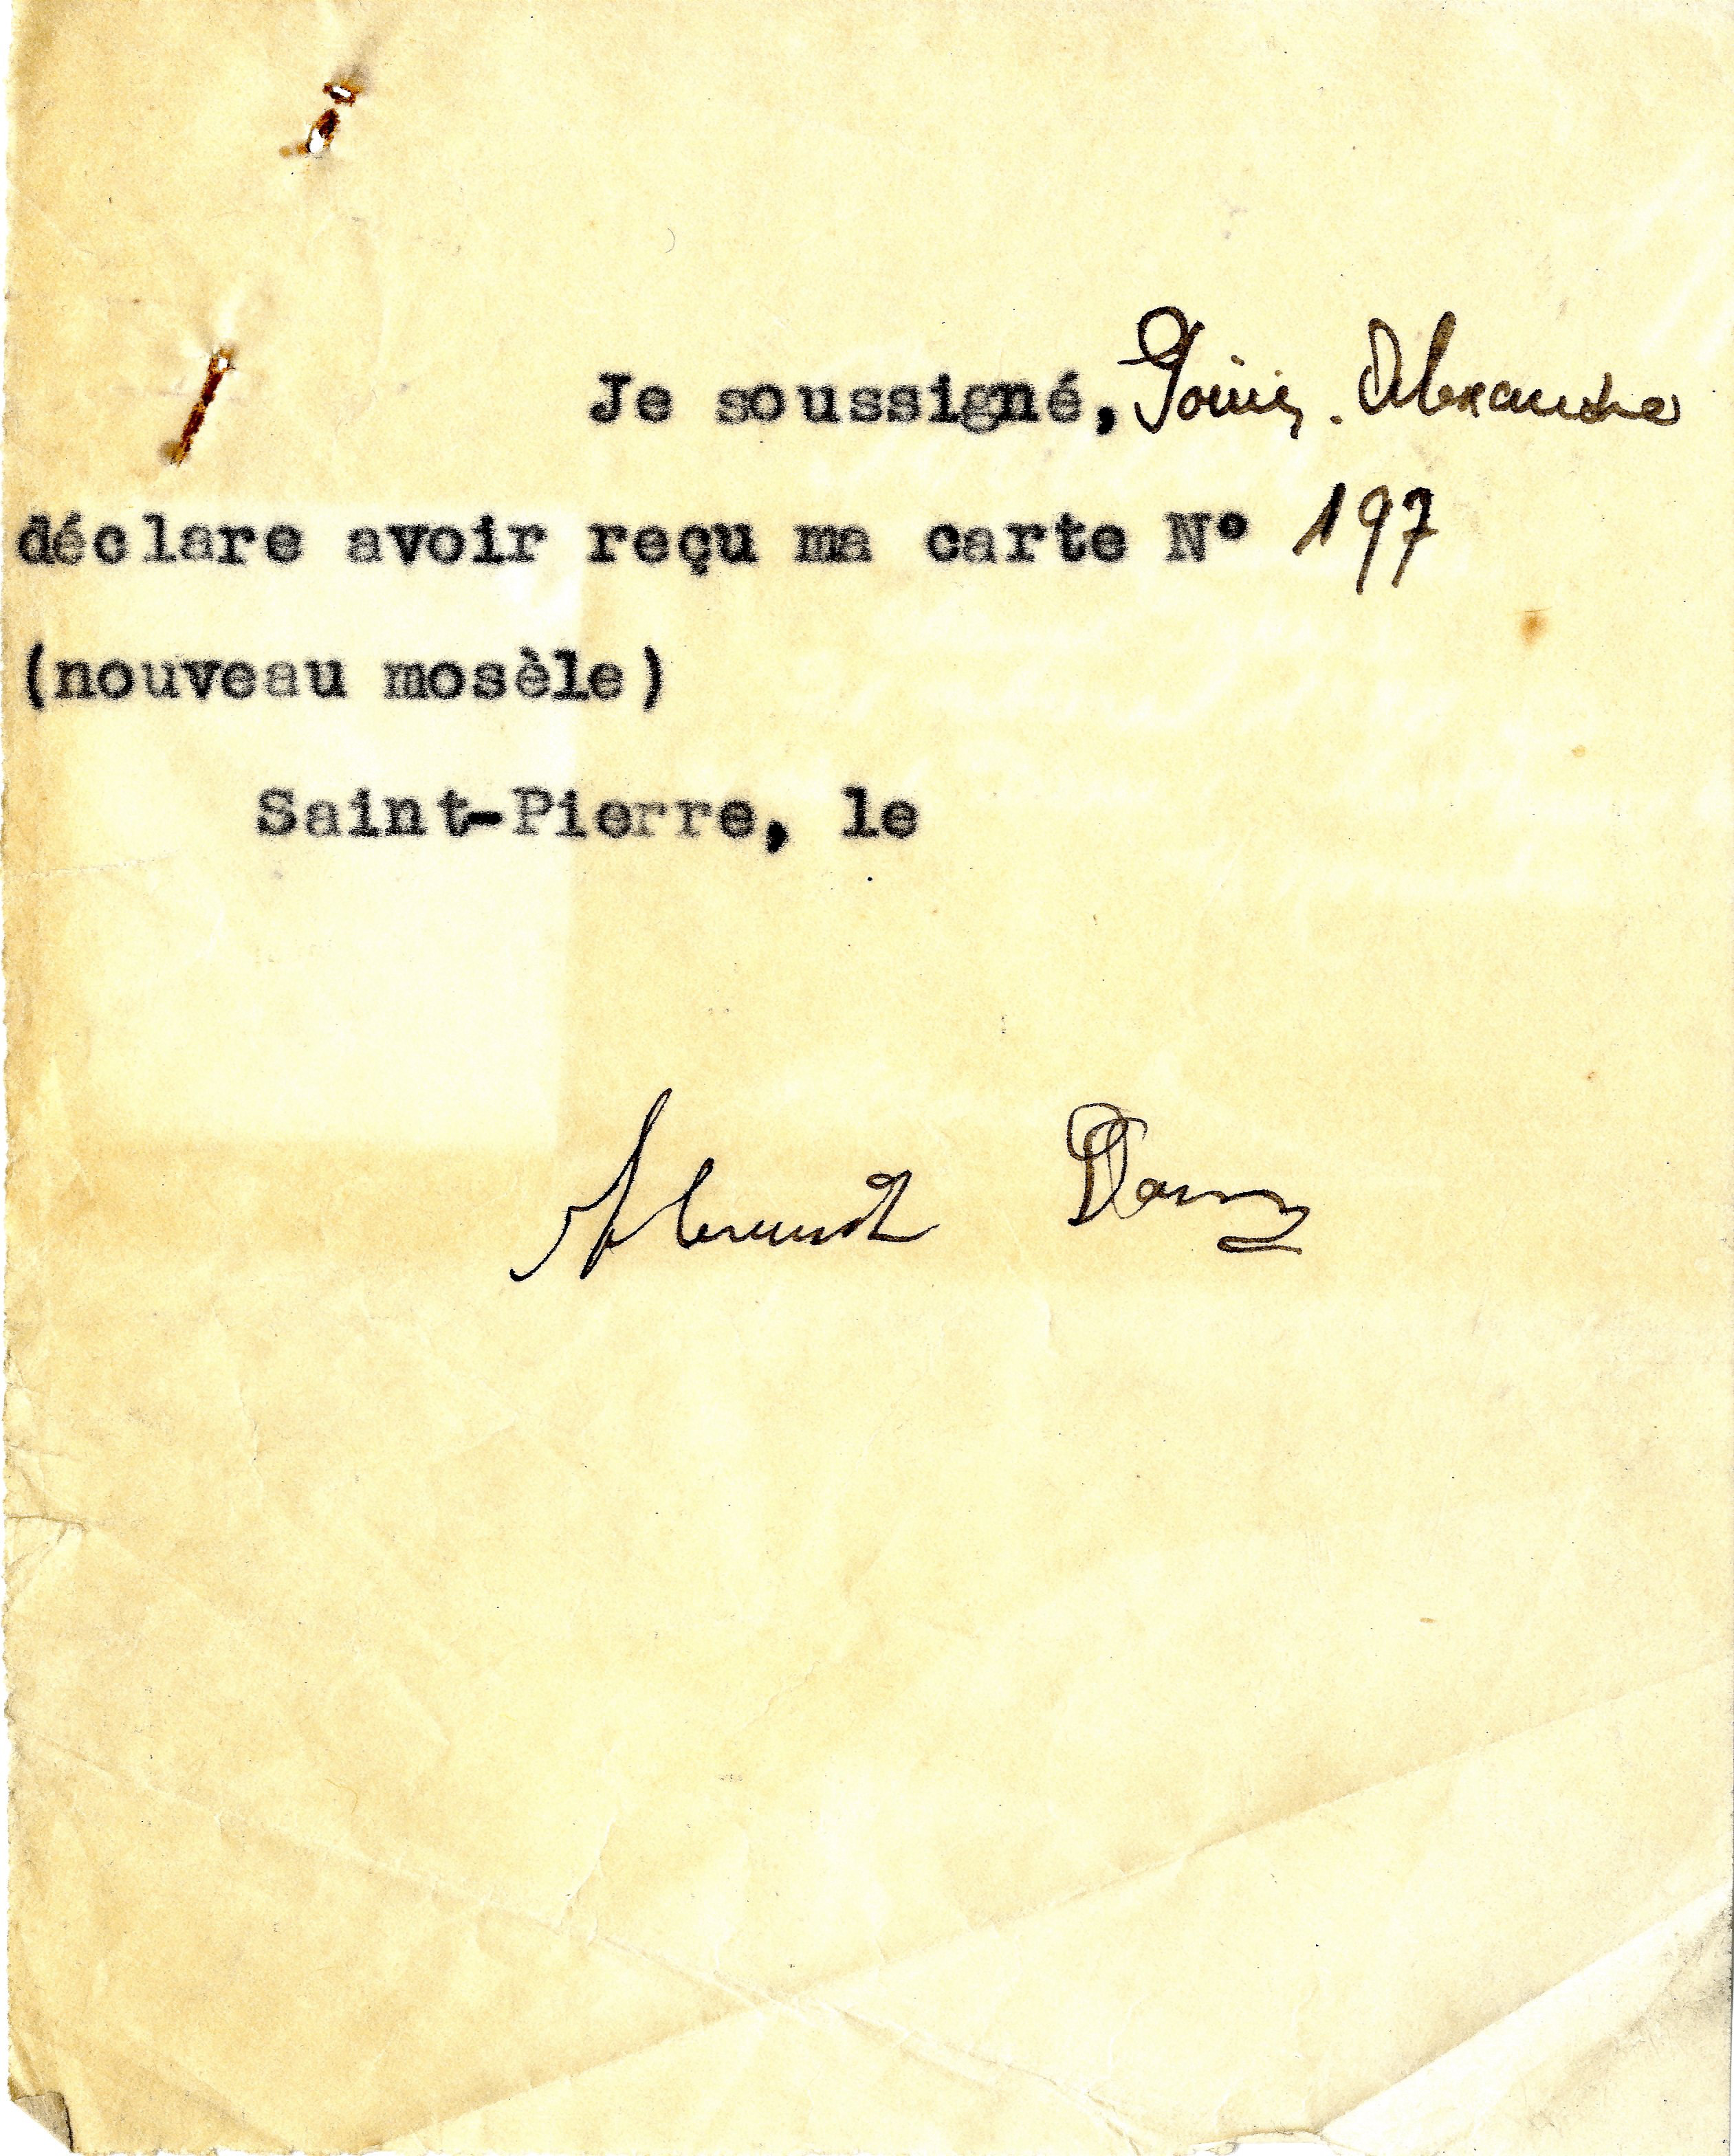 Je soussigné, Alexandre
déclare avoir reçu ma carte N° 197
(nouveau mosèle)
Saint-Pierre, le